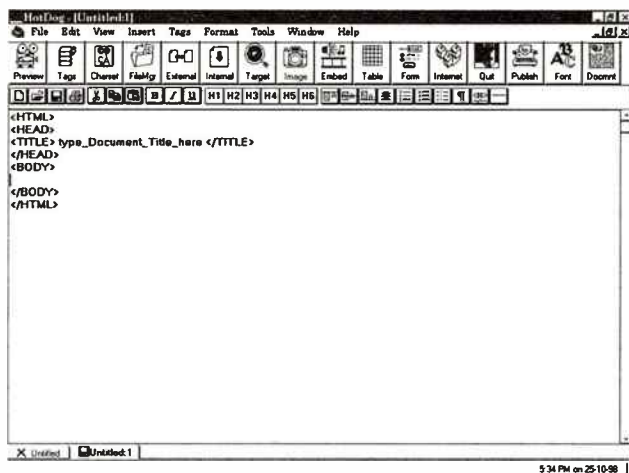 HotDog - [Untitled:1]
File Edit View Insert Tags Format Tools Window Help
Preview Tags Charset FileMgr External Internal Target Image Embed Table Form Internet Quit Publish Font Docmnt
B I U H1 H2 H3 H4 H5 H6 ¶
<HTML>
<HEAD>
<TITLE> type_Document_Title_here </TITLE>
</HEAD>
<BODY>
</BODY>
</HTML>
Untitled Untitled:1
5:34 PM on 25-10-98